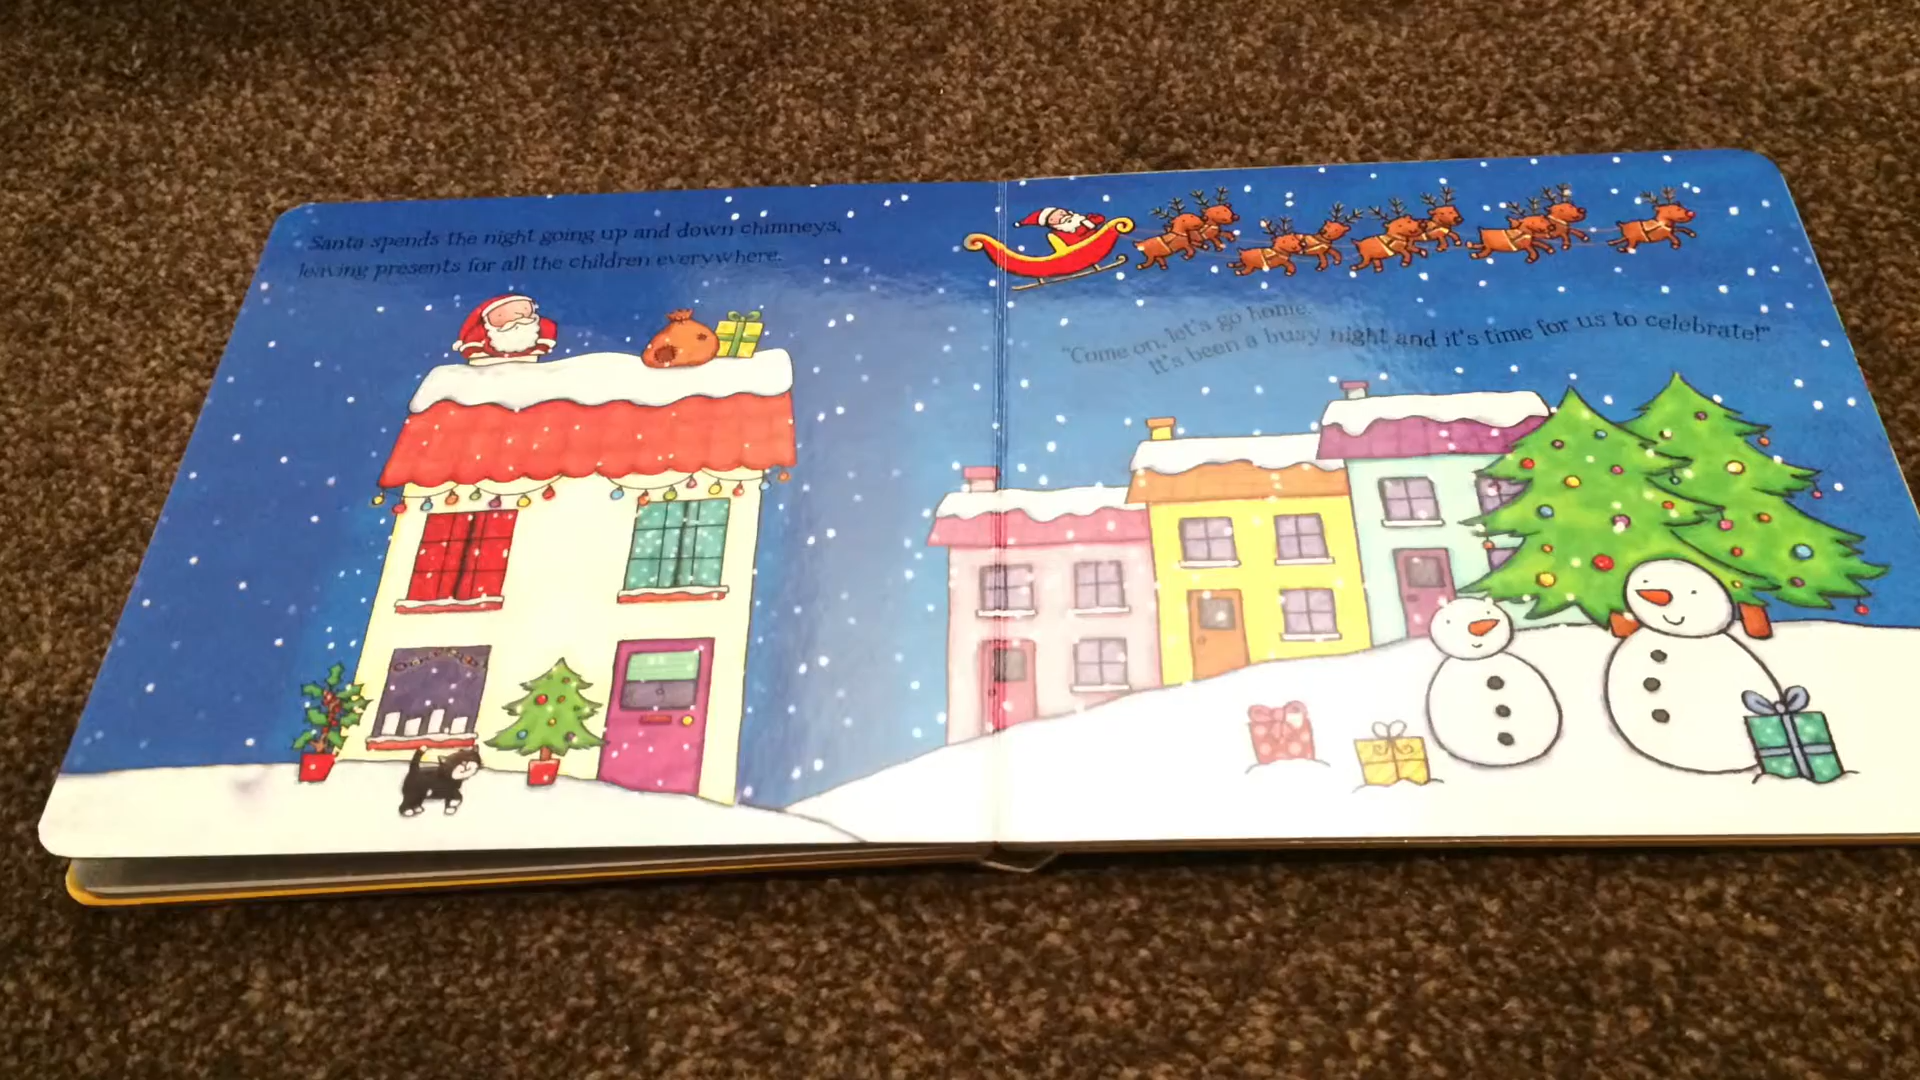 Santa spends the night going up and down chimneys,
leaving presents for all the children everywhere.
"Come on, let's go home.
It's been a busy night and it's time for us to celebrate!"